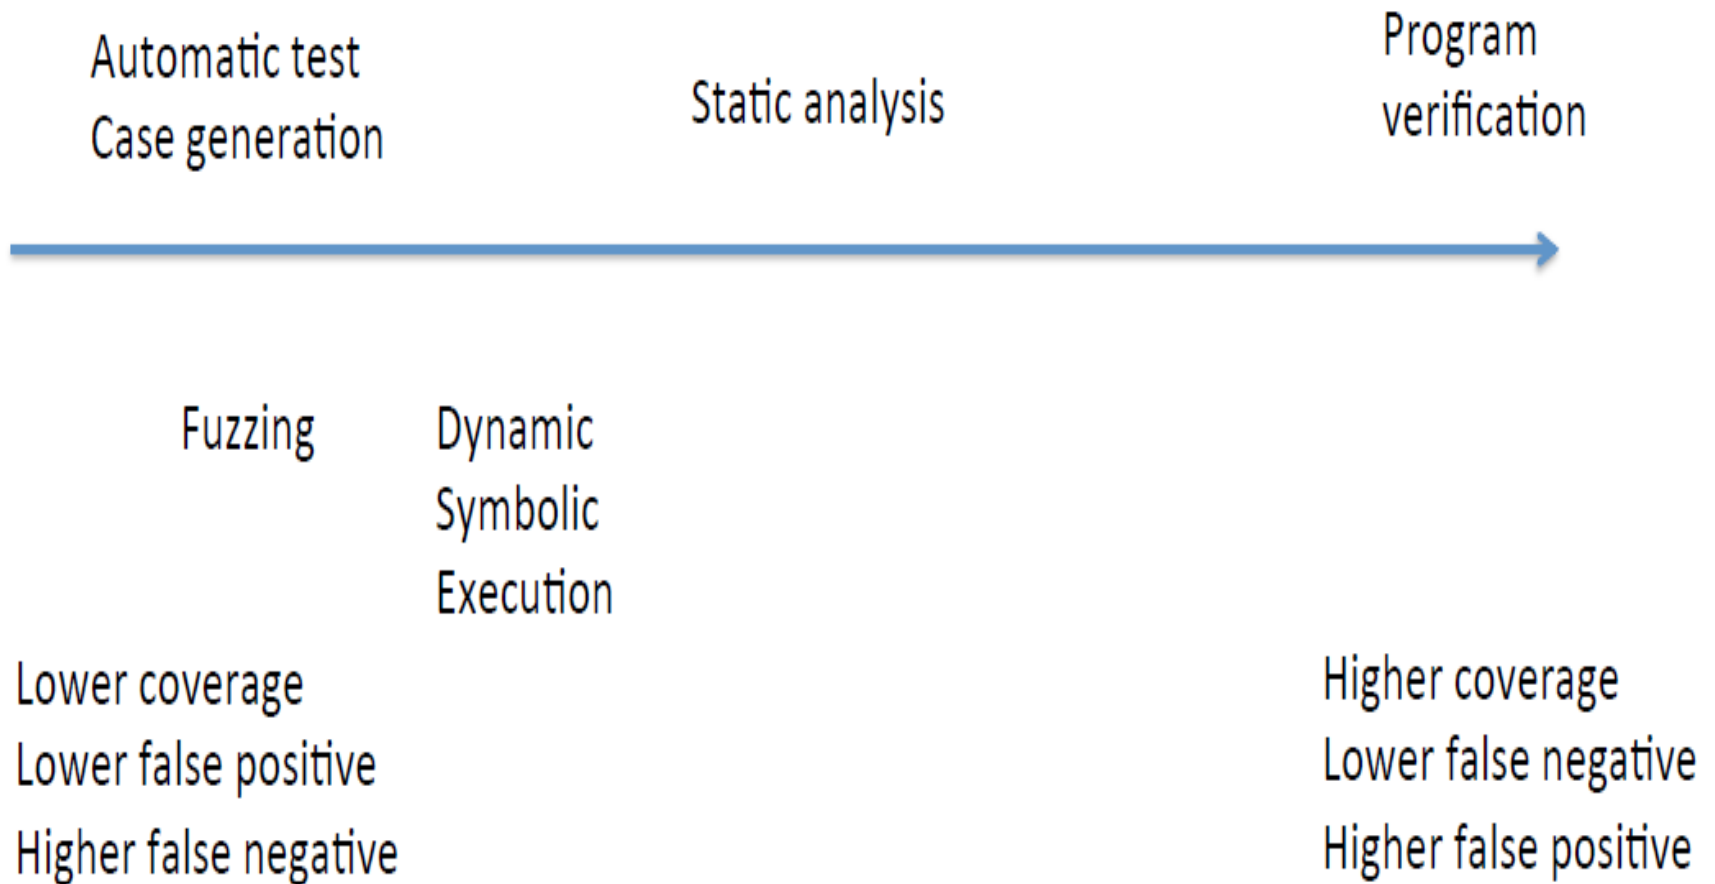 Automatic test
Case generation
Static analysis
Program
verification
Fuzzing
Dynamic
Symbolic
Execution
Lower coverage
Lower false positive
Higher false negative
Higher coverage
Lower false negative
Higher false positive